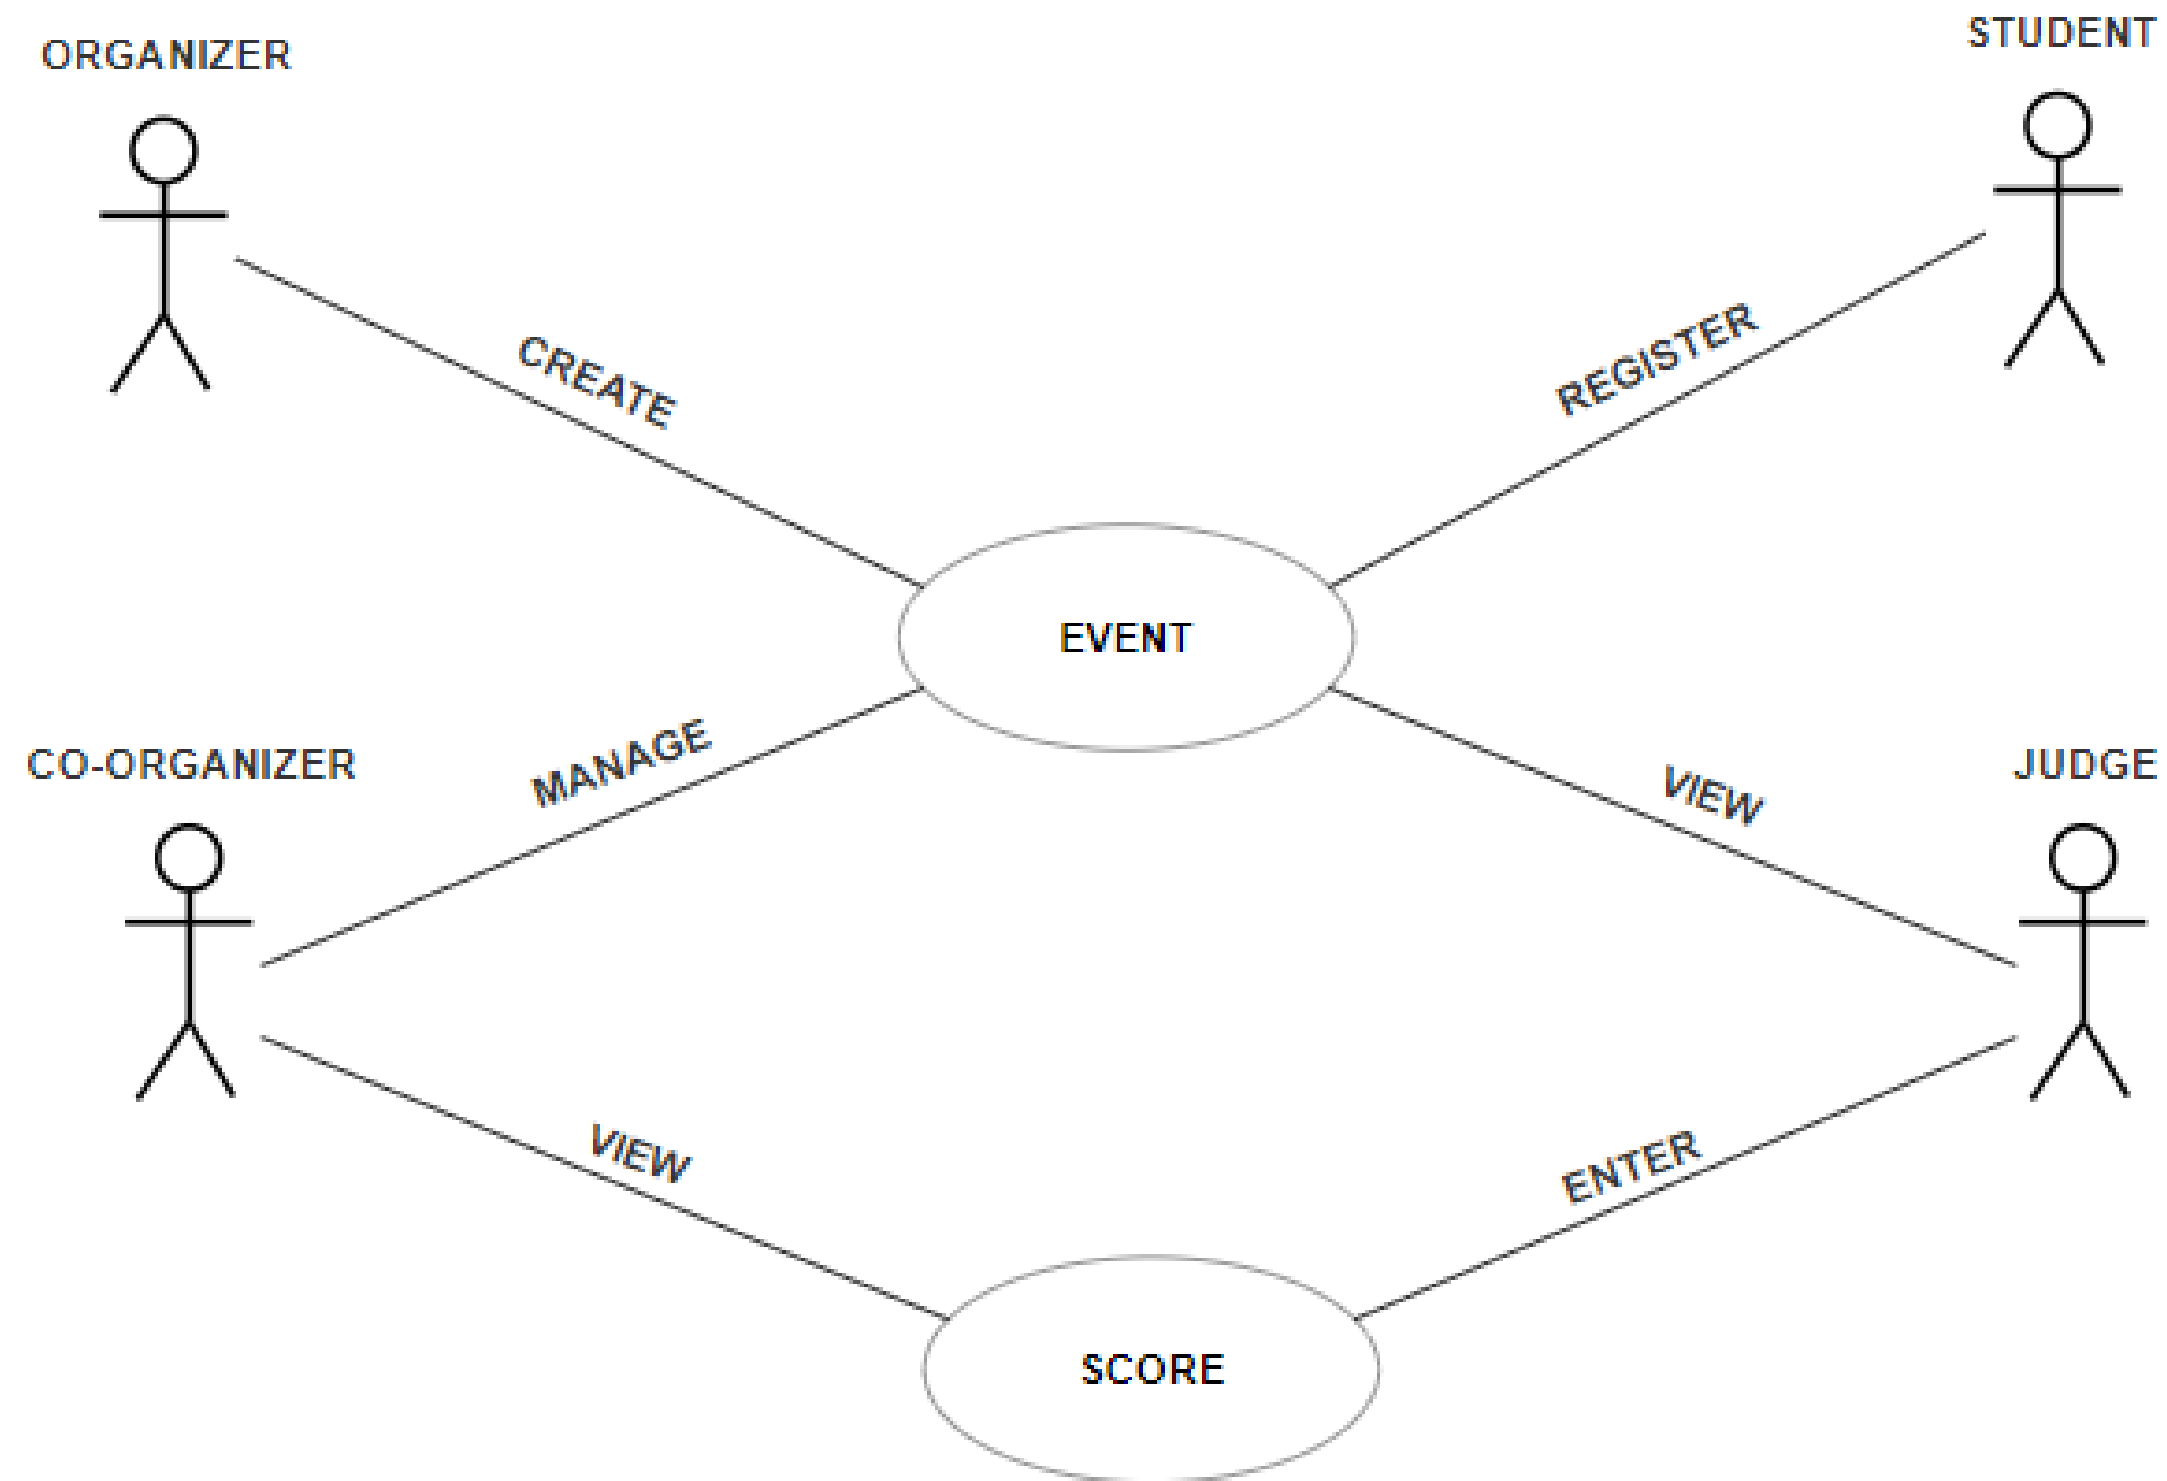 ORGANIZER
STUDENT
CREATE
REGISTER
EVENT
CO-ORGANIZER
MANAGE
VIEW
JUDGE
VIEW
ENTER
SCORE